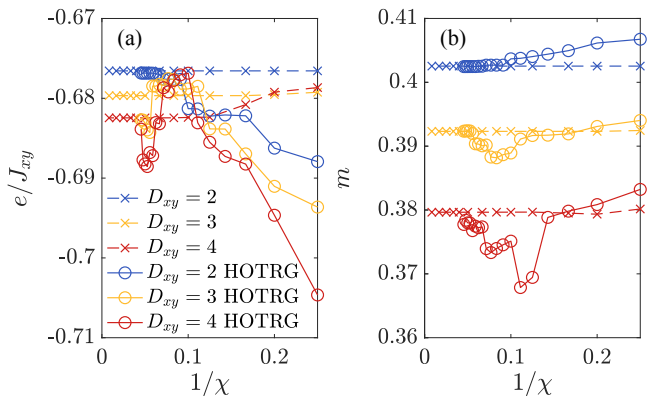 (a)
e/J_{xy}
-0.67
-0.68
-0.69
-0.7
-0.71
D_{xy} = 2
D_{xy} = 3
D_{xy} = 4
D_{xy} = 2 HOTRG
D_{xy} = 3 HOTRG
D_{xy} = 4 HOTRG
0
0.1
0.2
1/χ
(b)
m
0.41
0.4
0.39
0.38
0.37
0.36
0
0.1
0.2
1/χ